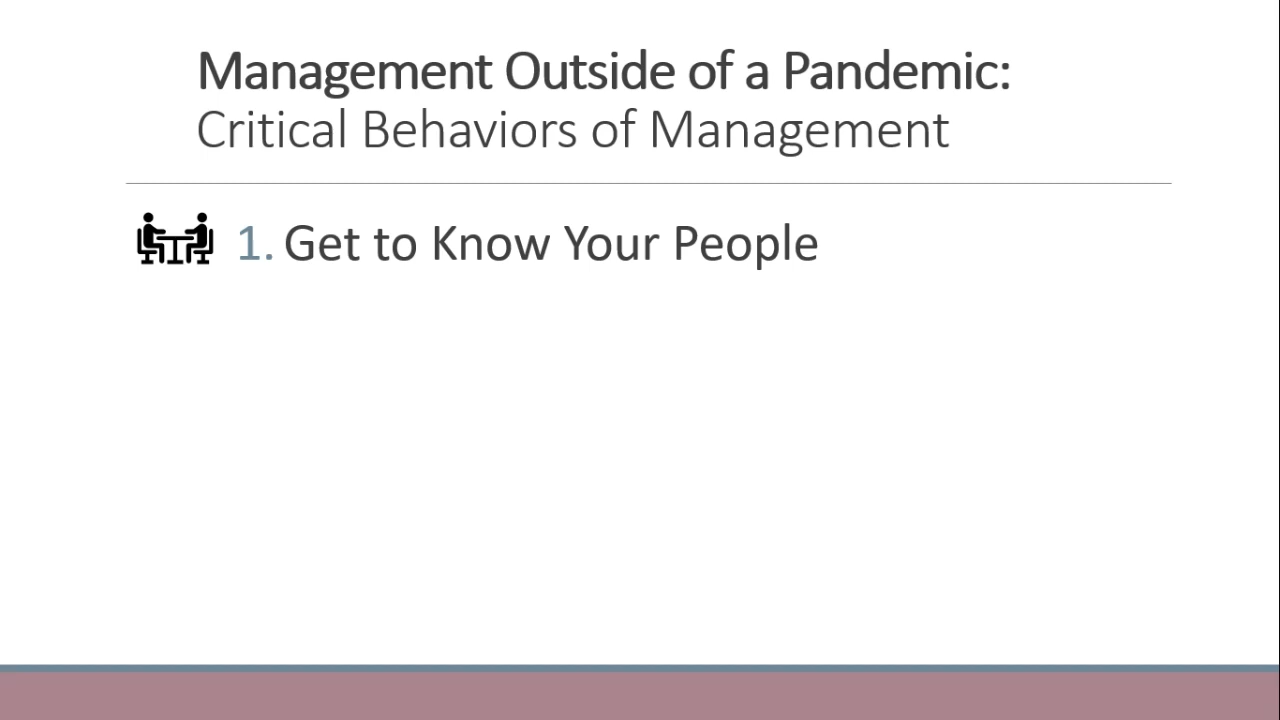 Management Outside of a Pandemic:
Critical Behaviors of Management
1. Get to Know Your People